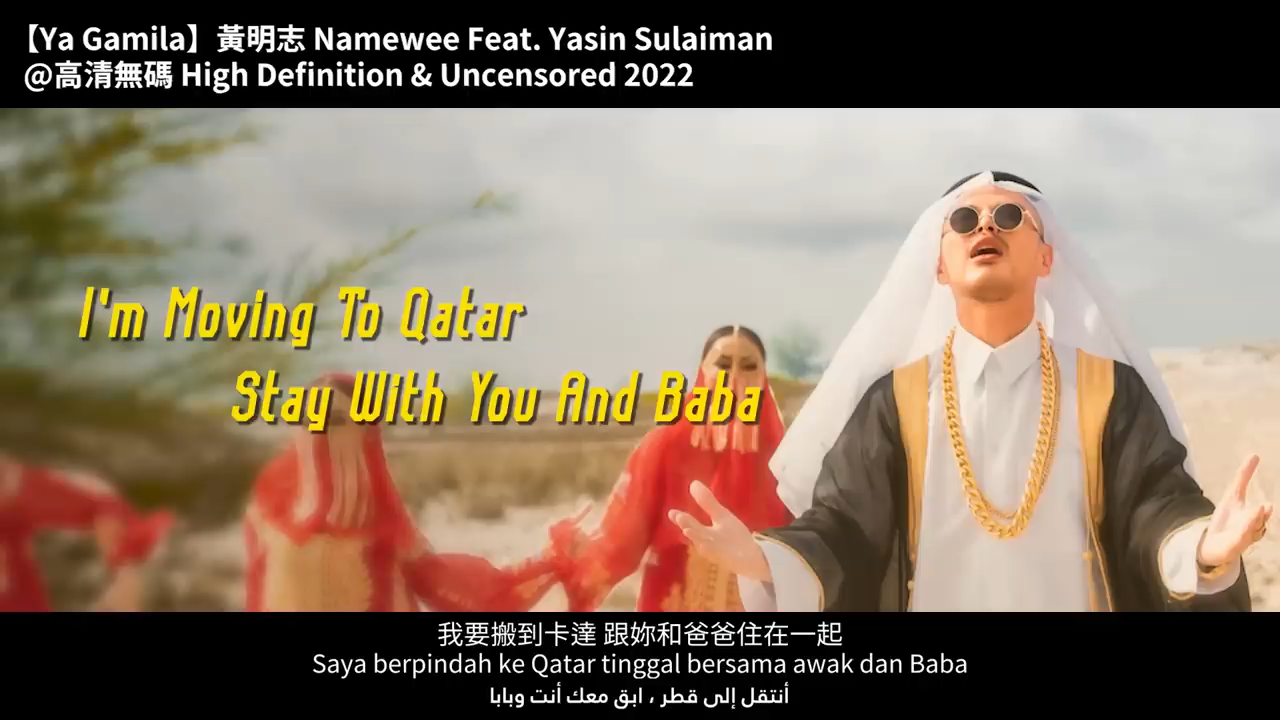 【Ya Gamila】黃明志 Namewee Feat. Yasin Sulaiman
@高清無碼 High Definition & Uncensored 2022
I'm Moving To Qatar
Stay With You And Baba
我要搬到卡達 跟妳和爸爸住在一起
Saya berpindah ke Qatar tinggal bersama awak dan Baba
أنتقل إلى قطر ، ابق معك أنت وبابا